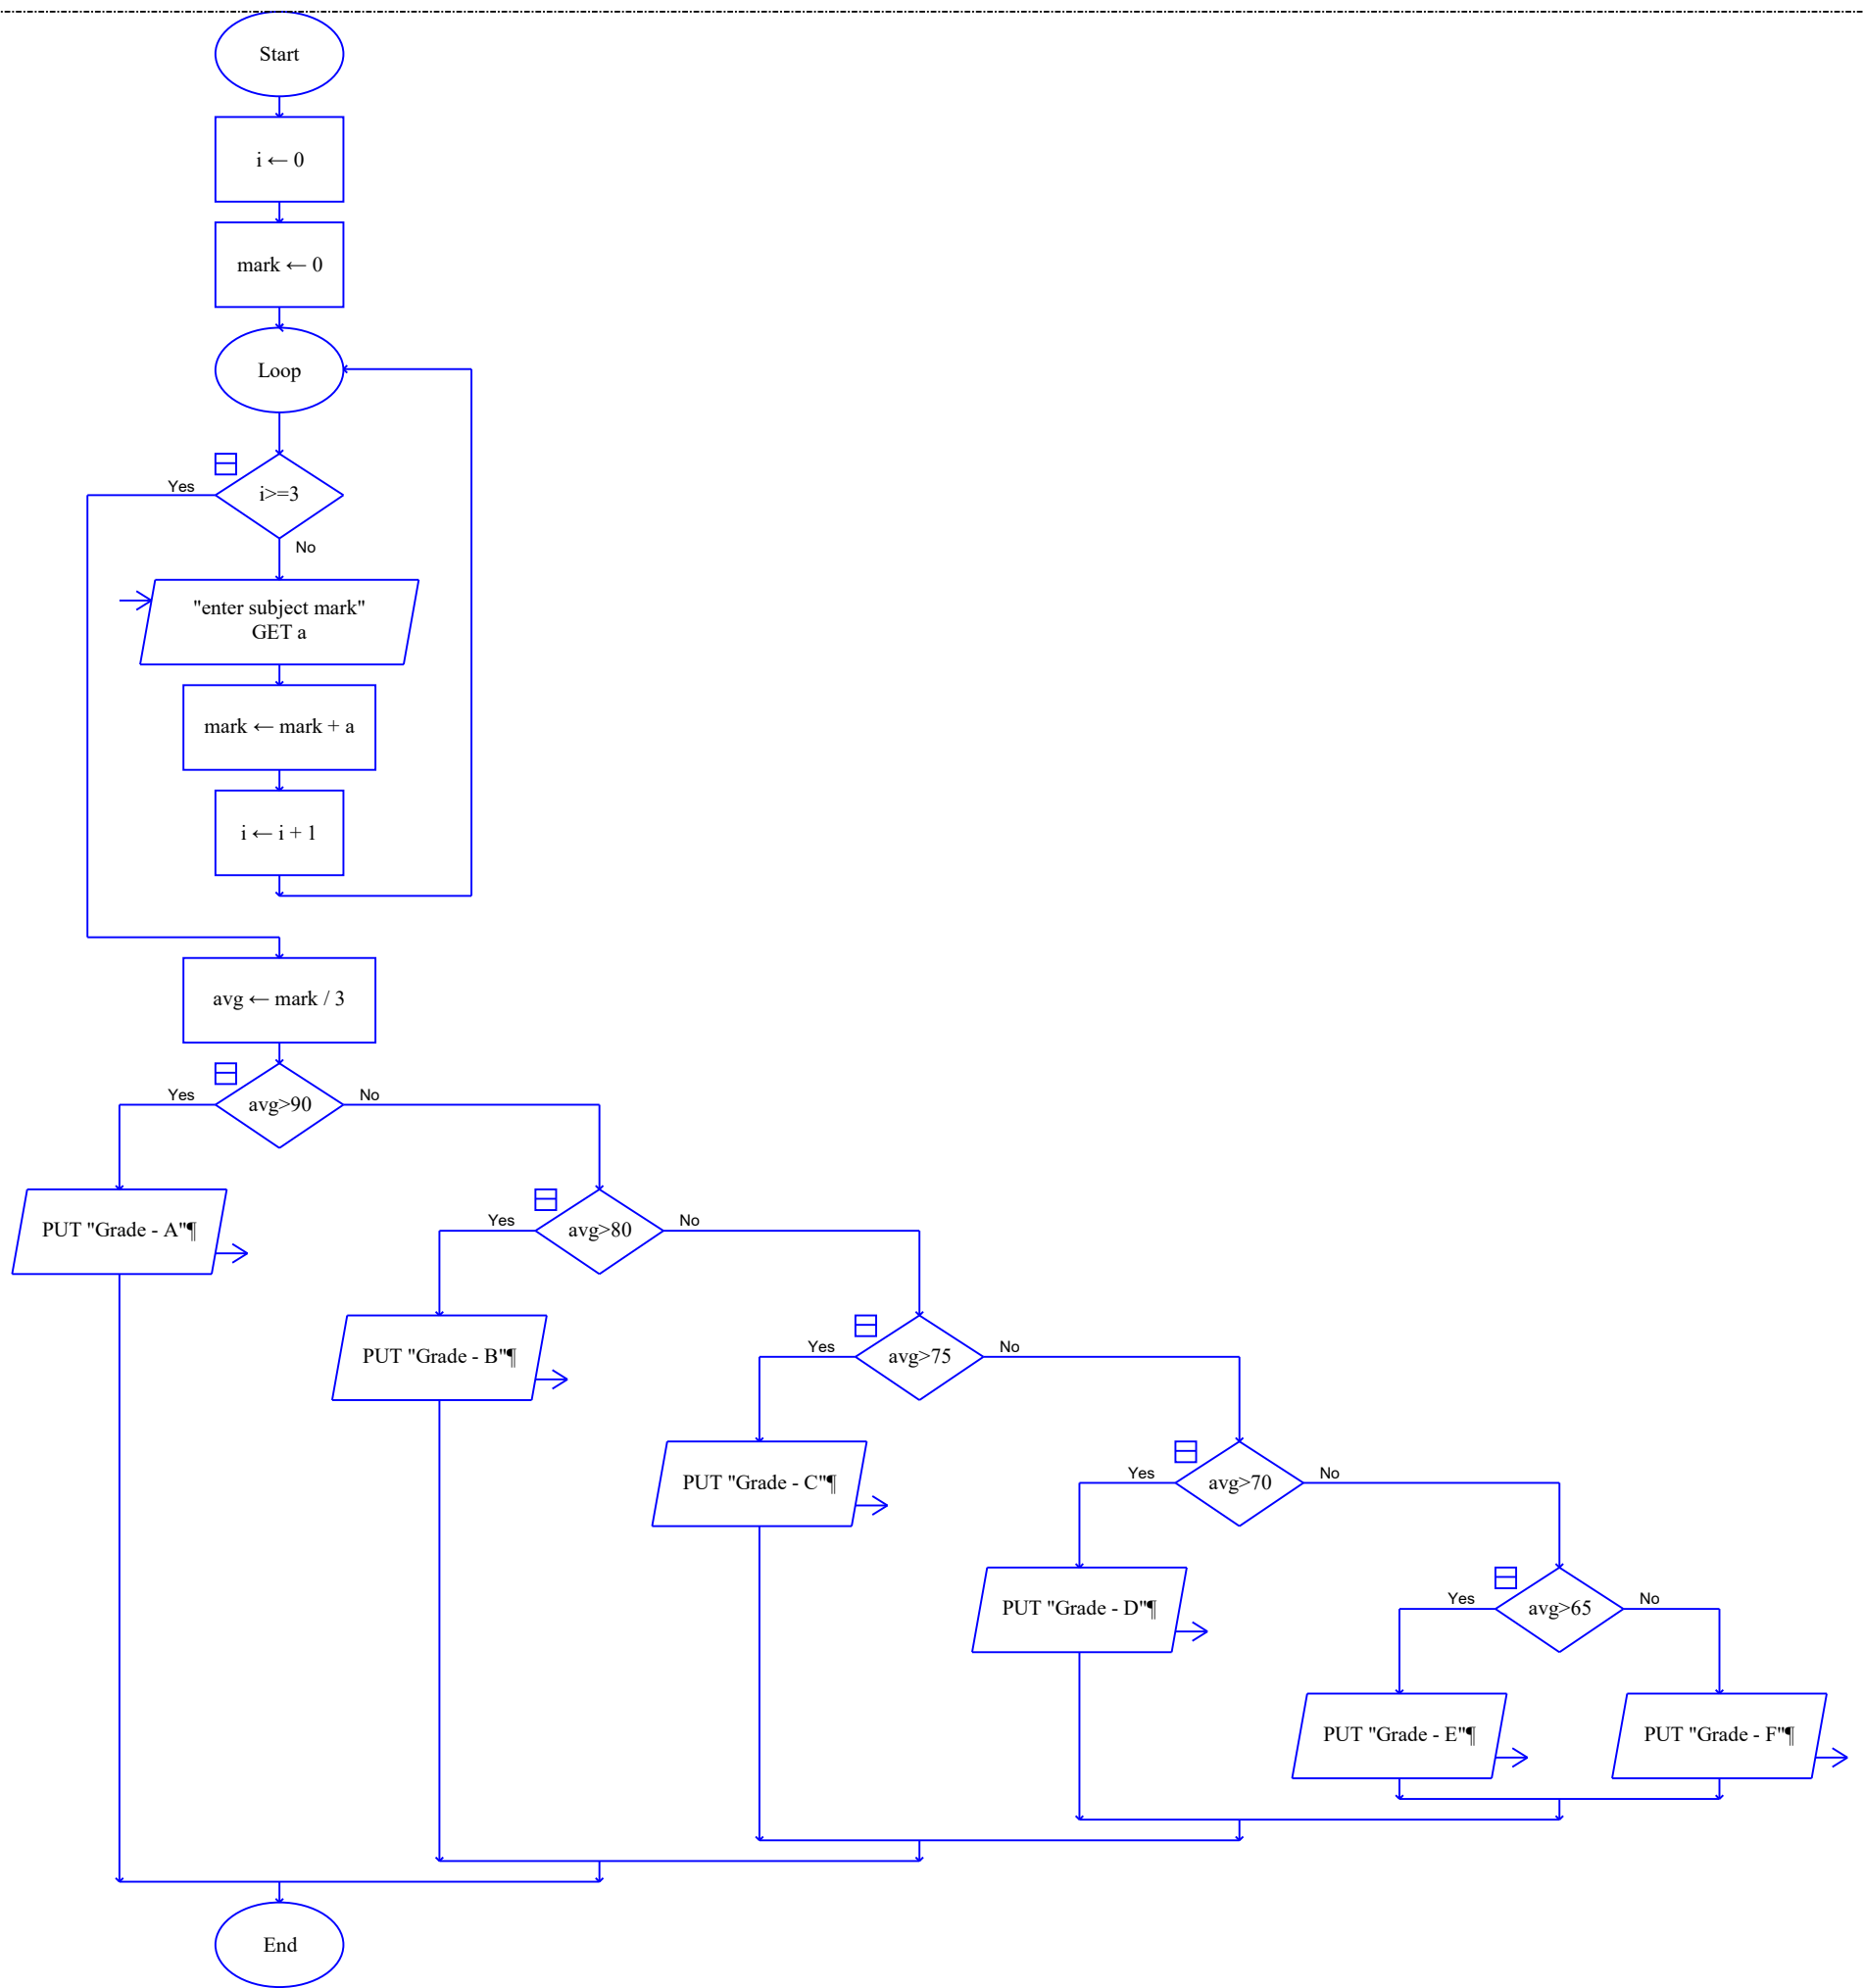 Start
i ← 0
mark ← 0
Loop
i>=3
Yes
No
"enter subject mark"
GET a
mark ← mark + a
i ← i + 1
avg ← mark / 3
avg>90
Yes
No
PUT "Grade - A"¶
avg>80
Yes
No
PUT "Grade - B"¶
avg>75
Yes
No
PUT "Grade - C"¶
avg>70
Yes
No
PUT "Grade - D"¶
avg>65
Yes
No
PUT "Grade - E"¶
PUT "Grade - F"¶
End